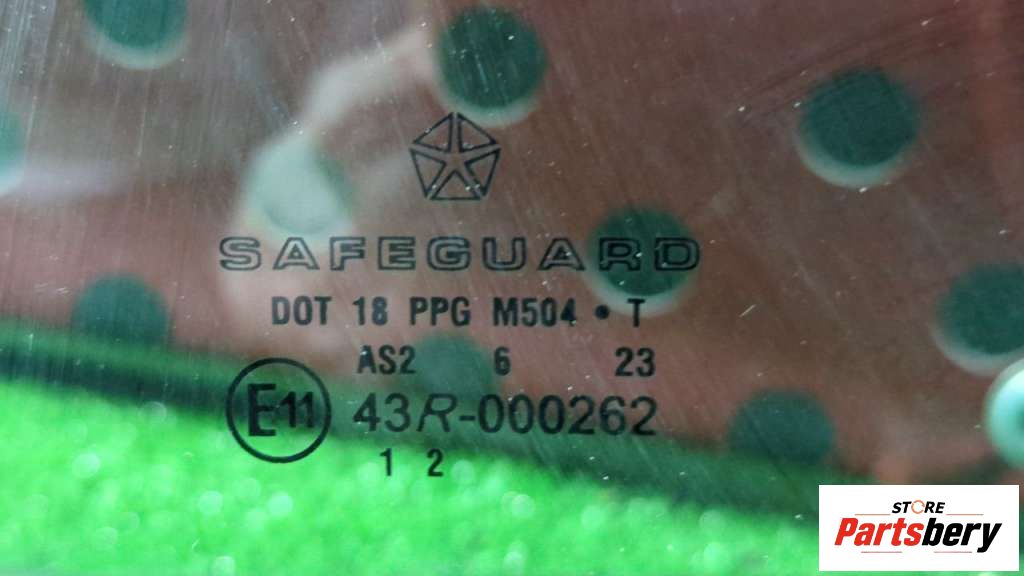 SAFEGUARD
DOT 18 PPG M504 • T
AS2 6 23
E11 43R-000262
1 2
STORE
Partsbery